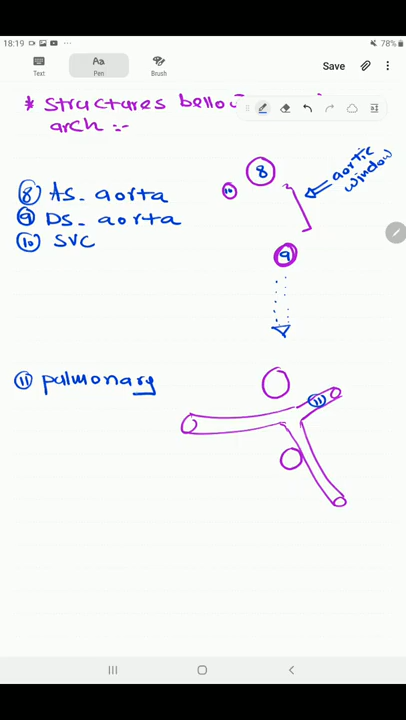 18:19
78%
Text
Pen
Brush
Save
* Structures
arch :-
8 As. aorta
9 Ds. aorta
10 SVC
8
10
aortic
window
9
11 pulmonary
11